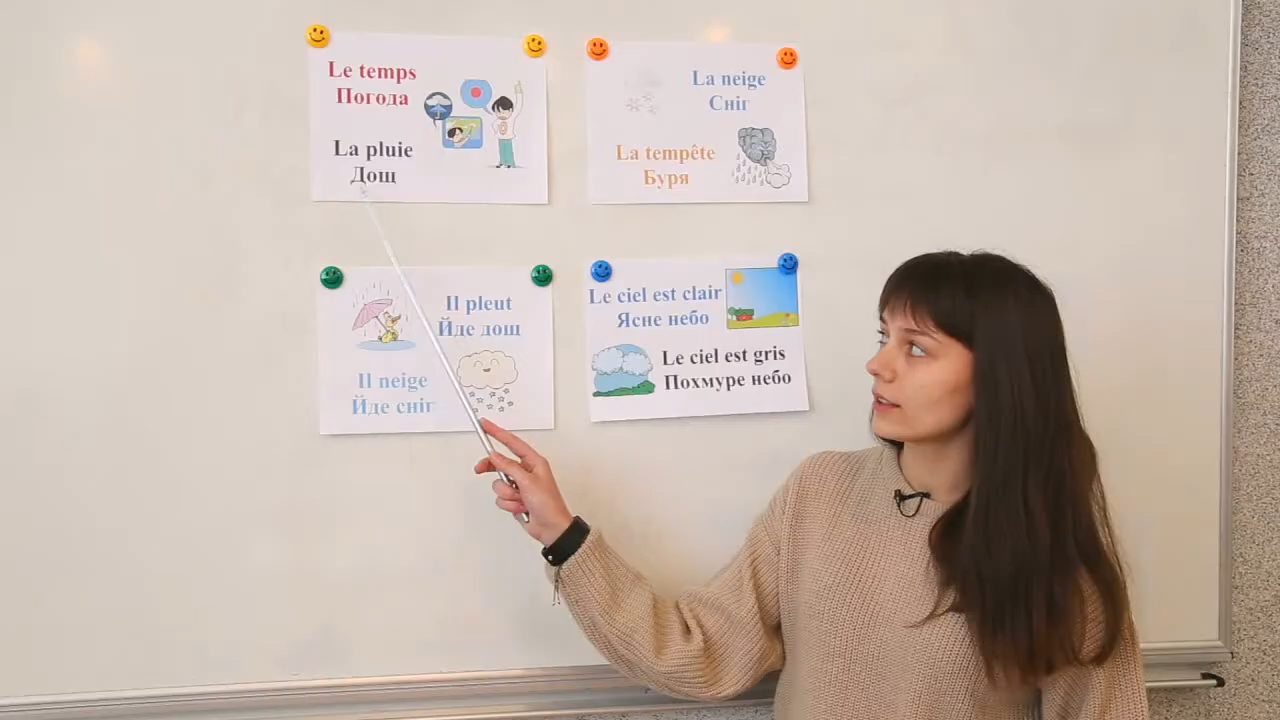 Le temps
Погода
La pluie
Дощ
La neige
Сніг
La tempête
Буря
Il pleut
Йде дощ
Il neige
Йде сніг
Le ciel est clair
Ясне небо
Le ciel est gris
Похмуре небо